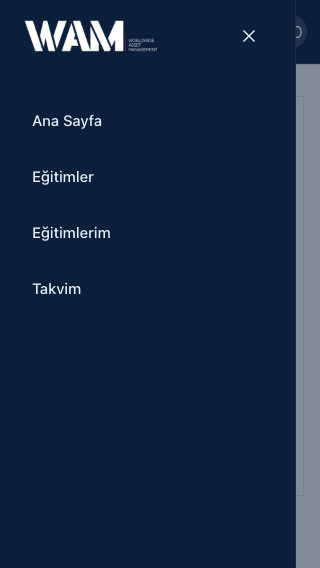 WAM
WORLDWIDE
ASSET
MANAGEMENT
Ana Sayfa
Eğitimler
Eğitimlerim
Takvim